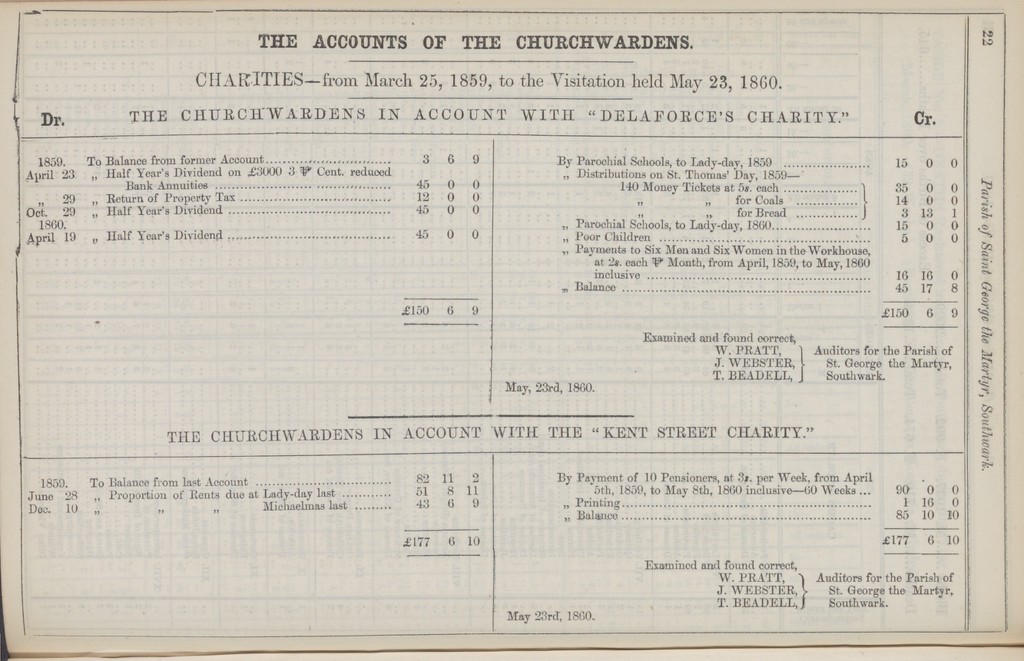 THE ACCOUNTS OF THE CHURCHWARDENS.
CHARITIES—from March 25, 1859, to the Visitation held May 23, 1860.
Dr. THE CHURCHWARDENS IN ACCOUNT WITH "DELAFORCE'S CHARITY." Cr.
1859. To Balance from former Account 3 6 9
April 23 „ Half Year's Dividend on £3000 3 ⅌ Cent. reduced
Bank Annuities 45 0 0
„ 29 „ Return of Property Tax 12 0 0
Oct. 29 „ Half Year's Dividend 45 0 0
1860.
April 19 „ Half Year's Dividend 45 0 0
£150 6 9
By Parochial Schools, to Lady-day, 1859 15 0 0
„ Distributions on St. Thomas' Day, 1859—
140 Money Tickets at 5s. each 35 0 0
„ „ for Coals 14 0 0
„ „ for Bread 3 13 1
„ Parochial Schools, to Lady-day, 1860 15 0 0
„ Poor Children 5 0 0
„ Payments to Six Men and Six Women in the Workhouse,
at 2s. each ⅌ Month, from April, 1859, to May, 1860
inclusive 16 16 0
„ Balance 45 17 8
£150 6 9
Examined and found correct,
W. PRATT,
J. WEBSTER,
T. BEADELL,
Auditors for the Parish of
St. George the Martyr,
Southwark.
May, 23rd, 1860.
THE CHURCHWARDENS IN ACCOUNT WITH THE "KENT STREET CHARITY."
1859. To Balance from last Account 82 11 2
June 28 „ Proportion of Rents due at Lady-day last 51 8 11
Dec. 10 „ „ „ Michaelmas last 43 6 9
£177 6 10
By Payment of 10 Pensioners, at 3s. per Week, from April
5th, 1859, to May 8th, 1860 inclusive—60 Weeks ... 90 0 0
„ Printing 1 16 0
„ Balance 85 10 10
£177 6 10
Examined and found correct,
W. PRATT,
J. WEBSTER,
T. BEADELL,
Auditors for the Parish of
St. George the Martyr,
Southwark.
May 23rd, 1860.
22
Parish of Saint George the Martyr, Southwark.